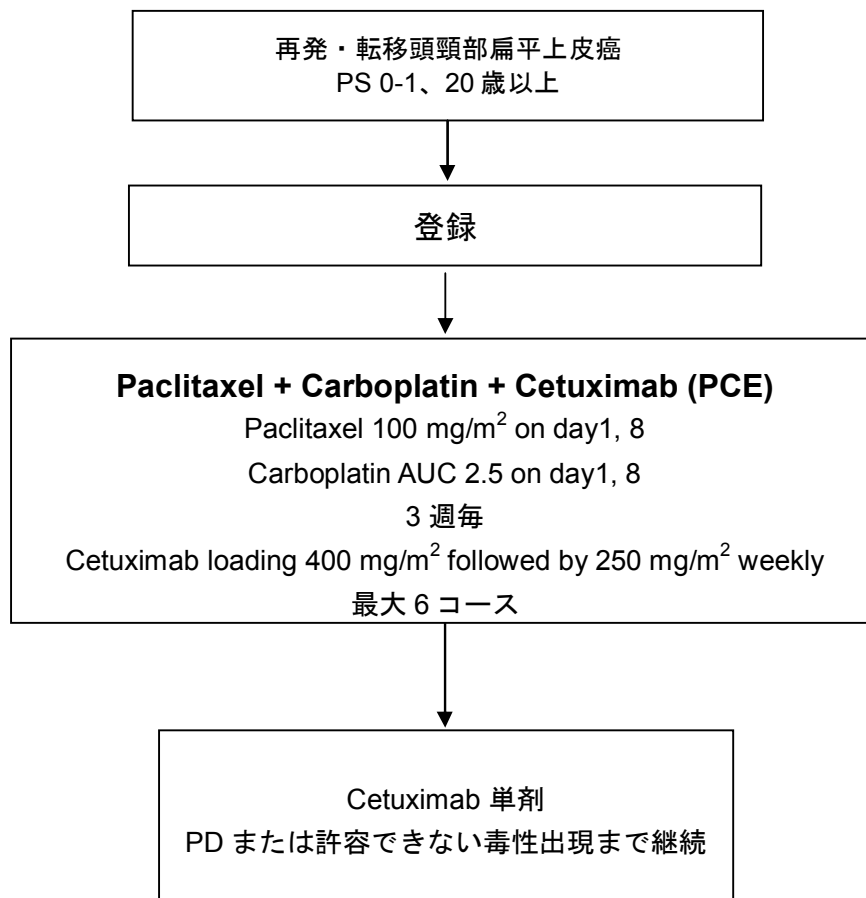 再発・転移頭頸部扁平上皮癌
PS 0-1、20 歳以上
登録
Paclitaxel + Carboplatin + Cetuximab (PCE)
Paclitaxel 100 mg/m² on day1, 8
Carboplatin AUC 2.5 on day1, 8
3 週毎
Cetuximab loading 400 mg/m² followed by 250 mg/m² weekly
最大 6 コース
Cetuximab 単剤
PD または許容できない毒性出現まで継続